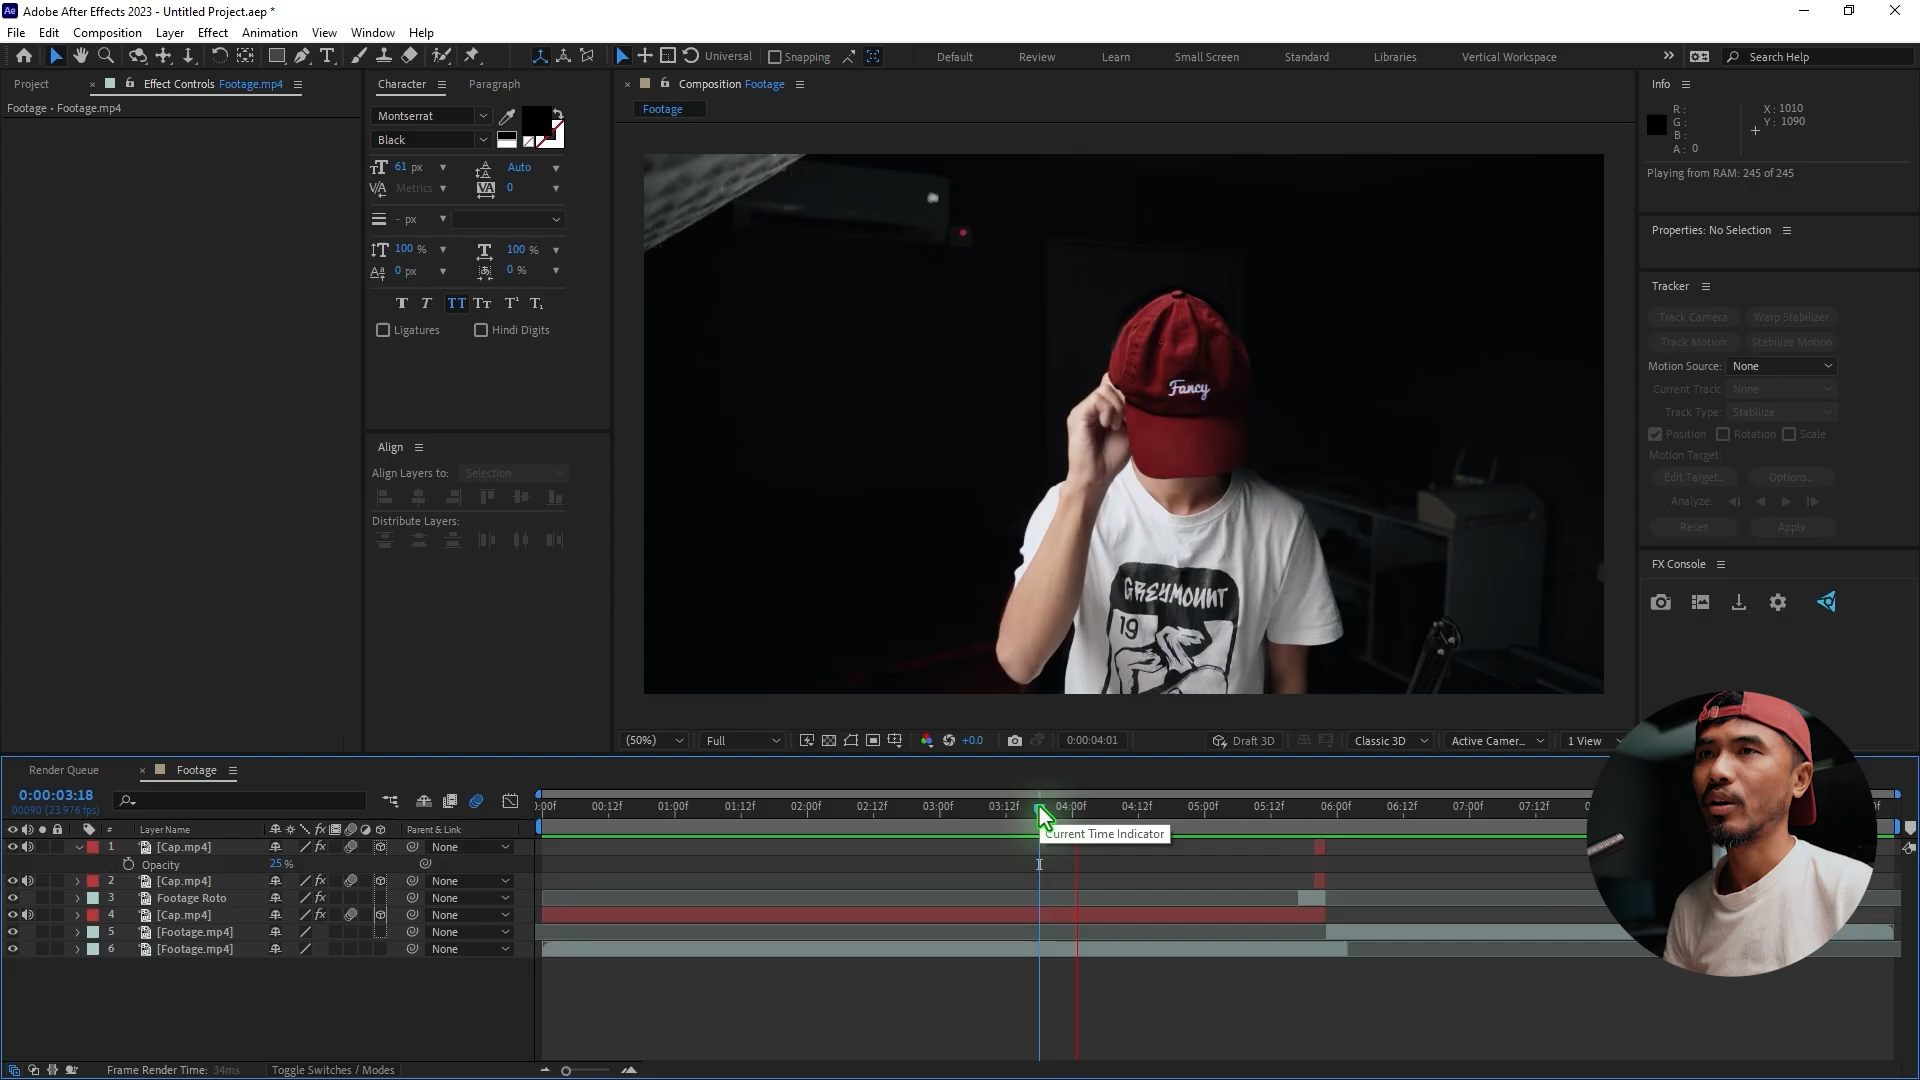 Ae Adobe After Effects 2023 - Untitled Project.aep *
File Edit Composition Layer Effect Animation View Window Help
Universal Snapping Default Review Learn Small Screen Standard Libraries Vertical Workspace Search Help
Project Effect Controls Footage.mp4
Footage • Footage.mp4
Character Paragraph
Montserrat
Black
61 px Auto
Metrics 0
- px
100 % 100 %
0 px 0 %
Ligatures Hindi Digits
Align
Align Layers to: Selection
Distribute Layers:
Composition Footage
Footage
Fancy
GREYMOUNT
19
(50%) Full +0.0 0:00:04:01 Draft 3D Classic 3D Active Camer... 1 View
Info
R :
G :
B :
A : 0
X : 1010
Y : 1090
Playing from RAM: 245 of 245
Properties: No Selection
Tracker
Track Camera Warp Stabilizer
Track Motion Stabilize Motion
Motion Source: None
Current Track: None
Track Type: Stabilize
Position Rotation Scale
Motion Target:
Edit Target... Options...
Analyze:
Reset Apply
FX Console
Render Queue Footage
0:00:03:18
00090 (23.976 fps)
:00f 00:12f 01:00f 01:12f 02:00f 02:12f 03:00f 03:12f 04:00f 04:12f 05:00f 05:12f 06:00f 06:12f 07:00f 07:12f
Current Time Indicator
# Layer Name Parent & Link
1 [Cap.mp4] None
Opacity 25 %
2 [Cap.mp4] None
3 Footage Roto None
4 [Cap.mp4] None
5 [Footage.mp4] None
6 [Footage.mp4] None
Frame Render Time: 34ms Toggle Switches / Modes